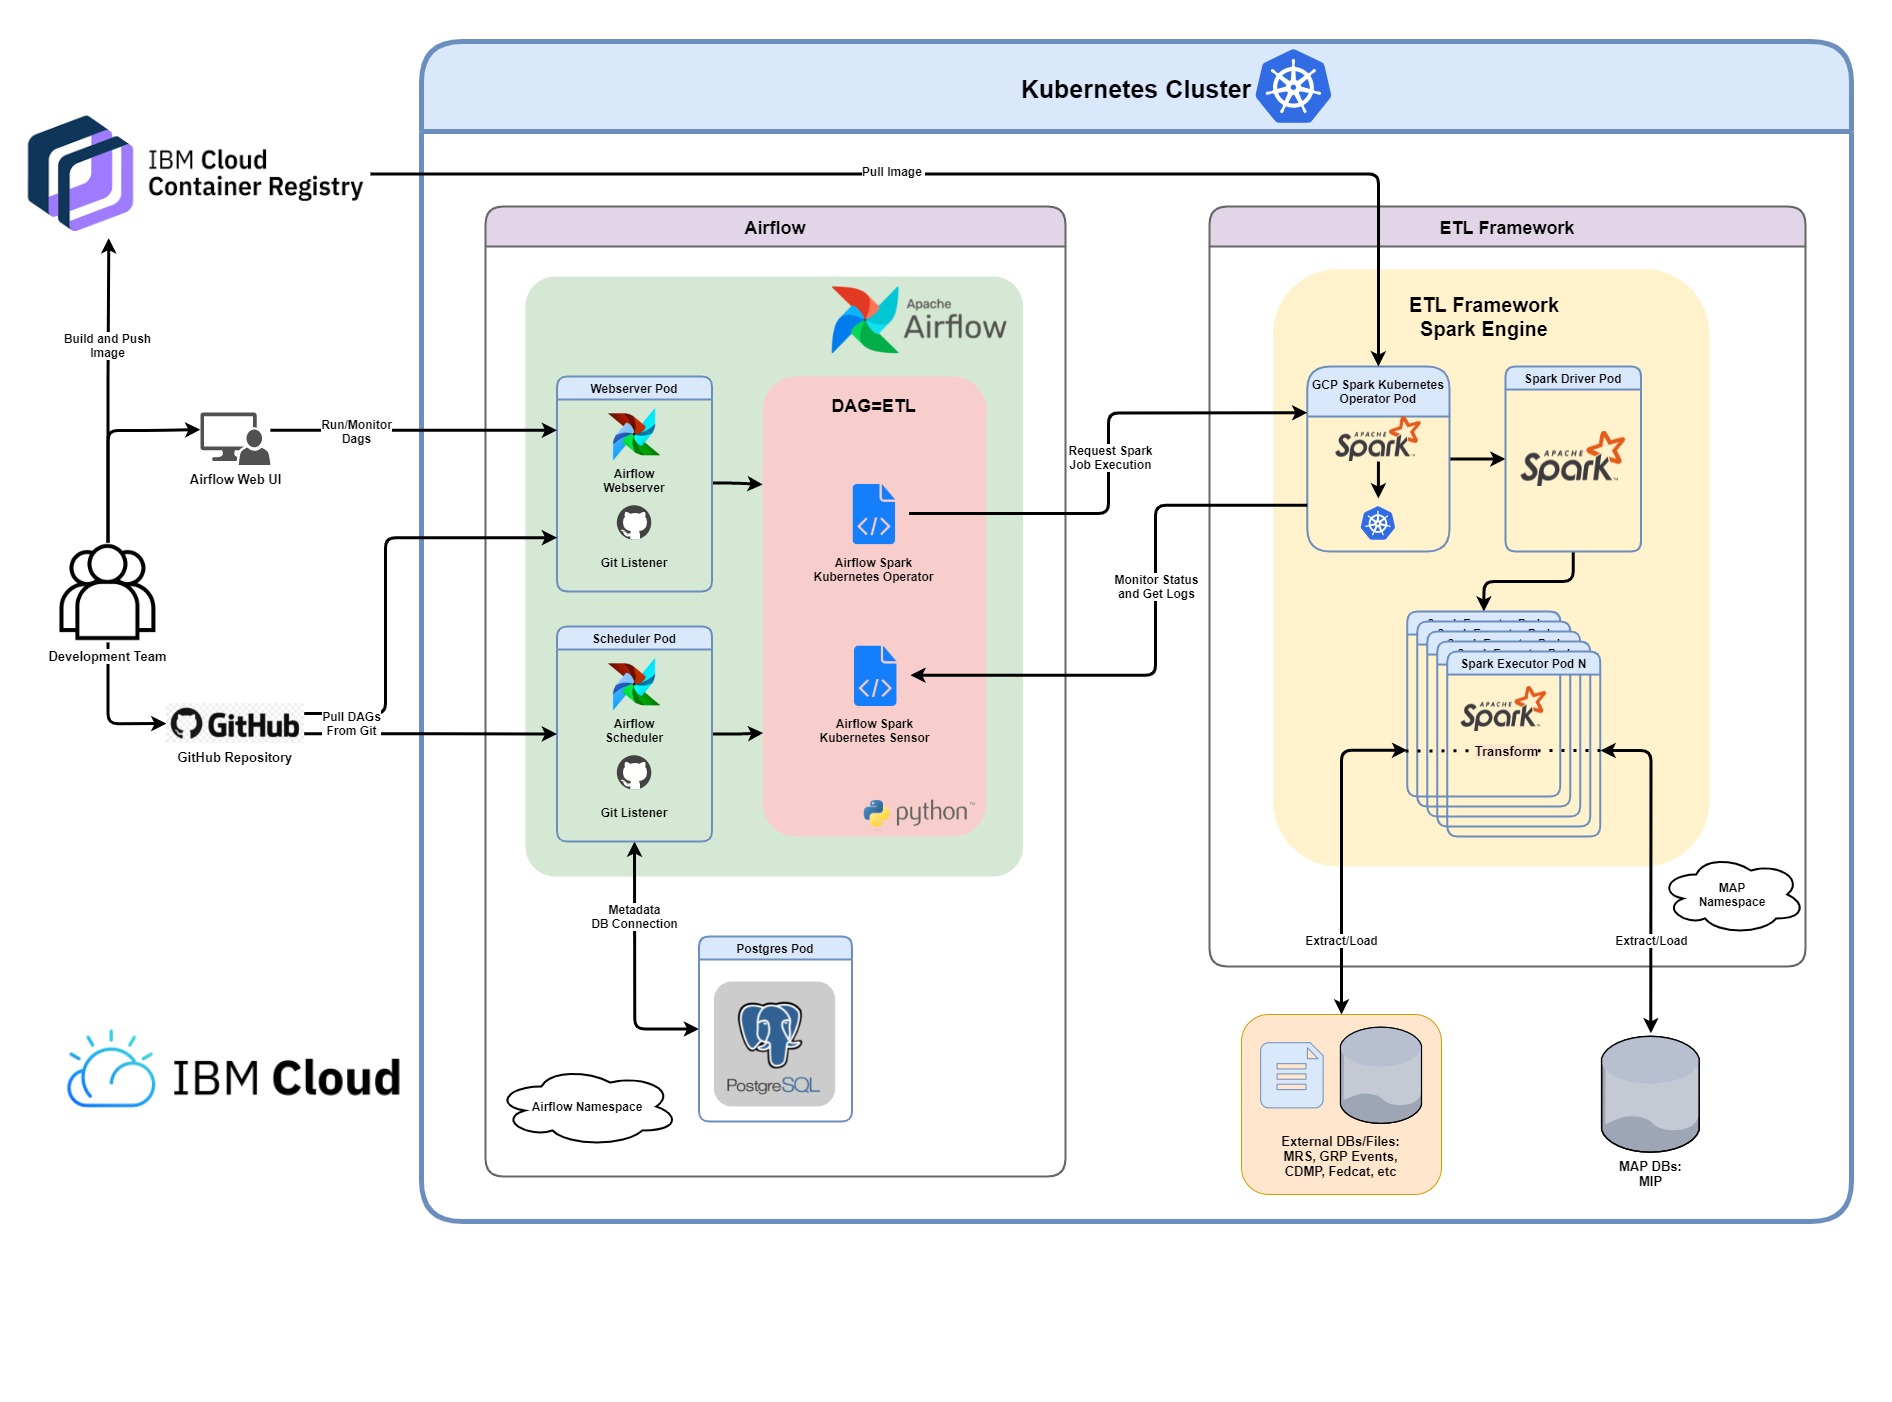 Kubernetes Cluster
IBM Cloud
Container Registry
Pull Image
Airflow
ETL Framework
Apache
Airflow
ETL Framework
Spark Engine
Build and Push
Image
Webserver Pod
DAG=ETL
GCP Spark Kubernetes
Operator Pod
Spark Driver Pod
Run/Monitor
Dags
Airflow Web UI
Airflow
Webserver
Git Listener
APACHE
Spark
APACHE
Spark
Request Spark
Job Execution
Airflow Spark
Kubernetes Operator
Monitor Status
and Get Logs
Development Team
Scheduler Pod
Airflow
Scheduler
Git Listener
Spark Executor Pod N
APACHE
Spark
Transform
GitHub
GitHub Repository
Pull DAGs
From Git
Airflow Spark
Kubernetes Sensor
python
Metadata
DB Connection
MAP
Namespace
Extract/Load
Extract/Load
Postgres Pod
PostgreSQL
Airflow Namespace
IBM Cloud
External DBs/Files:
MRS, GRP Events,
CDMP, Fedcat, etc
MAP DBs:
MIP